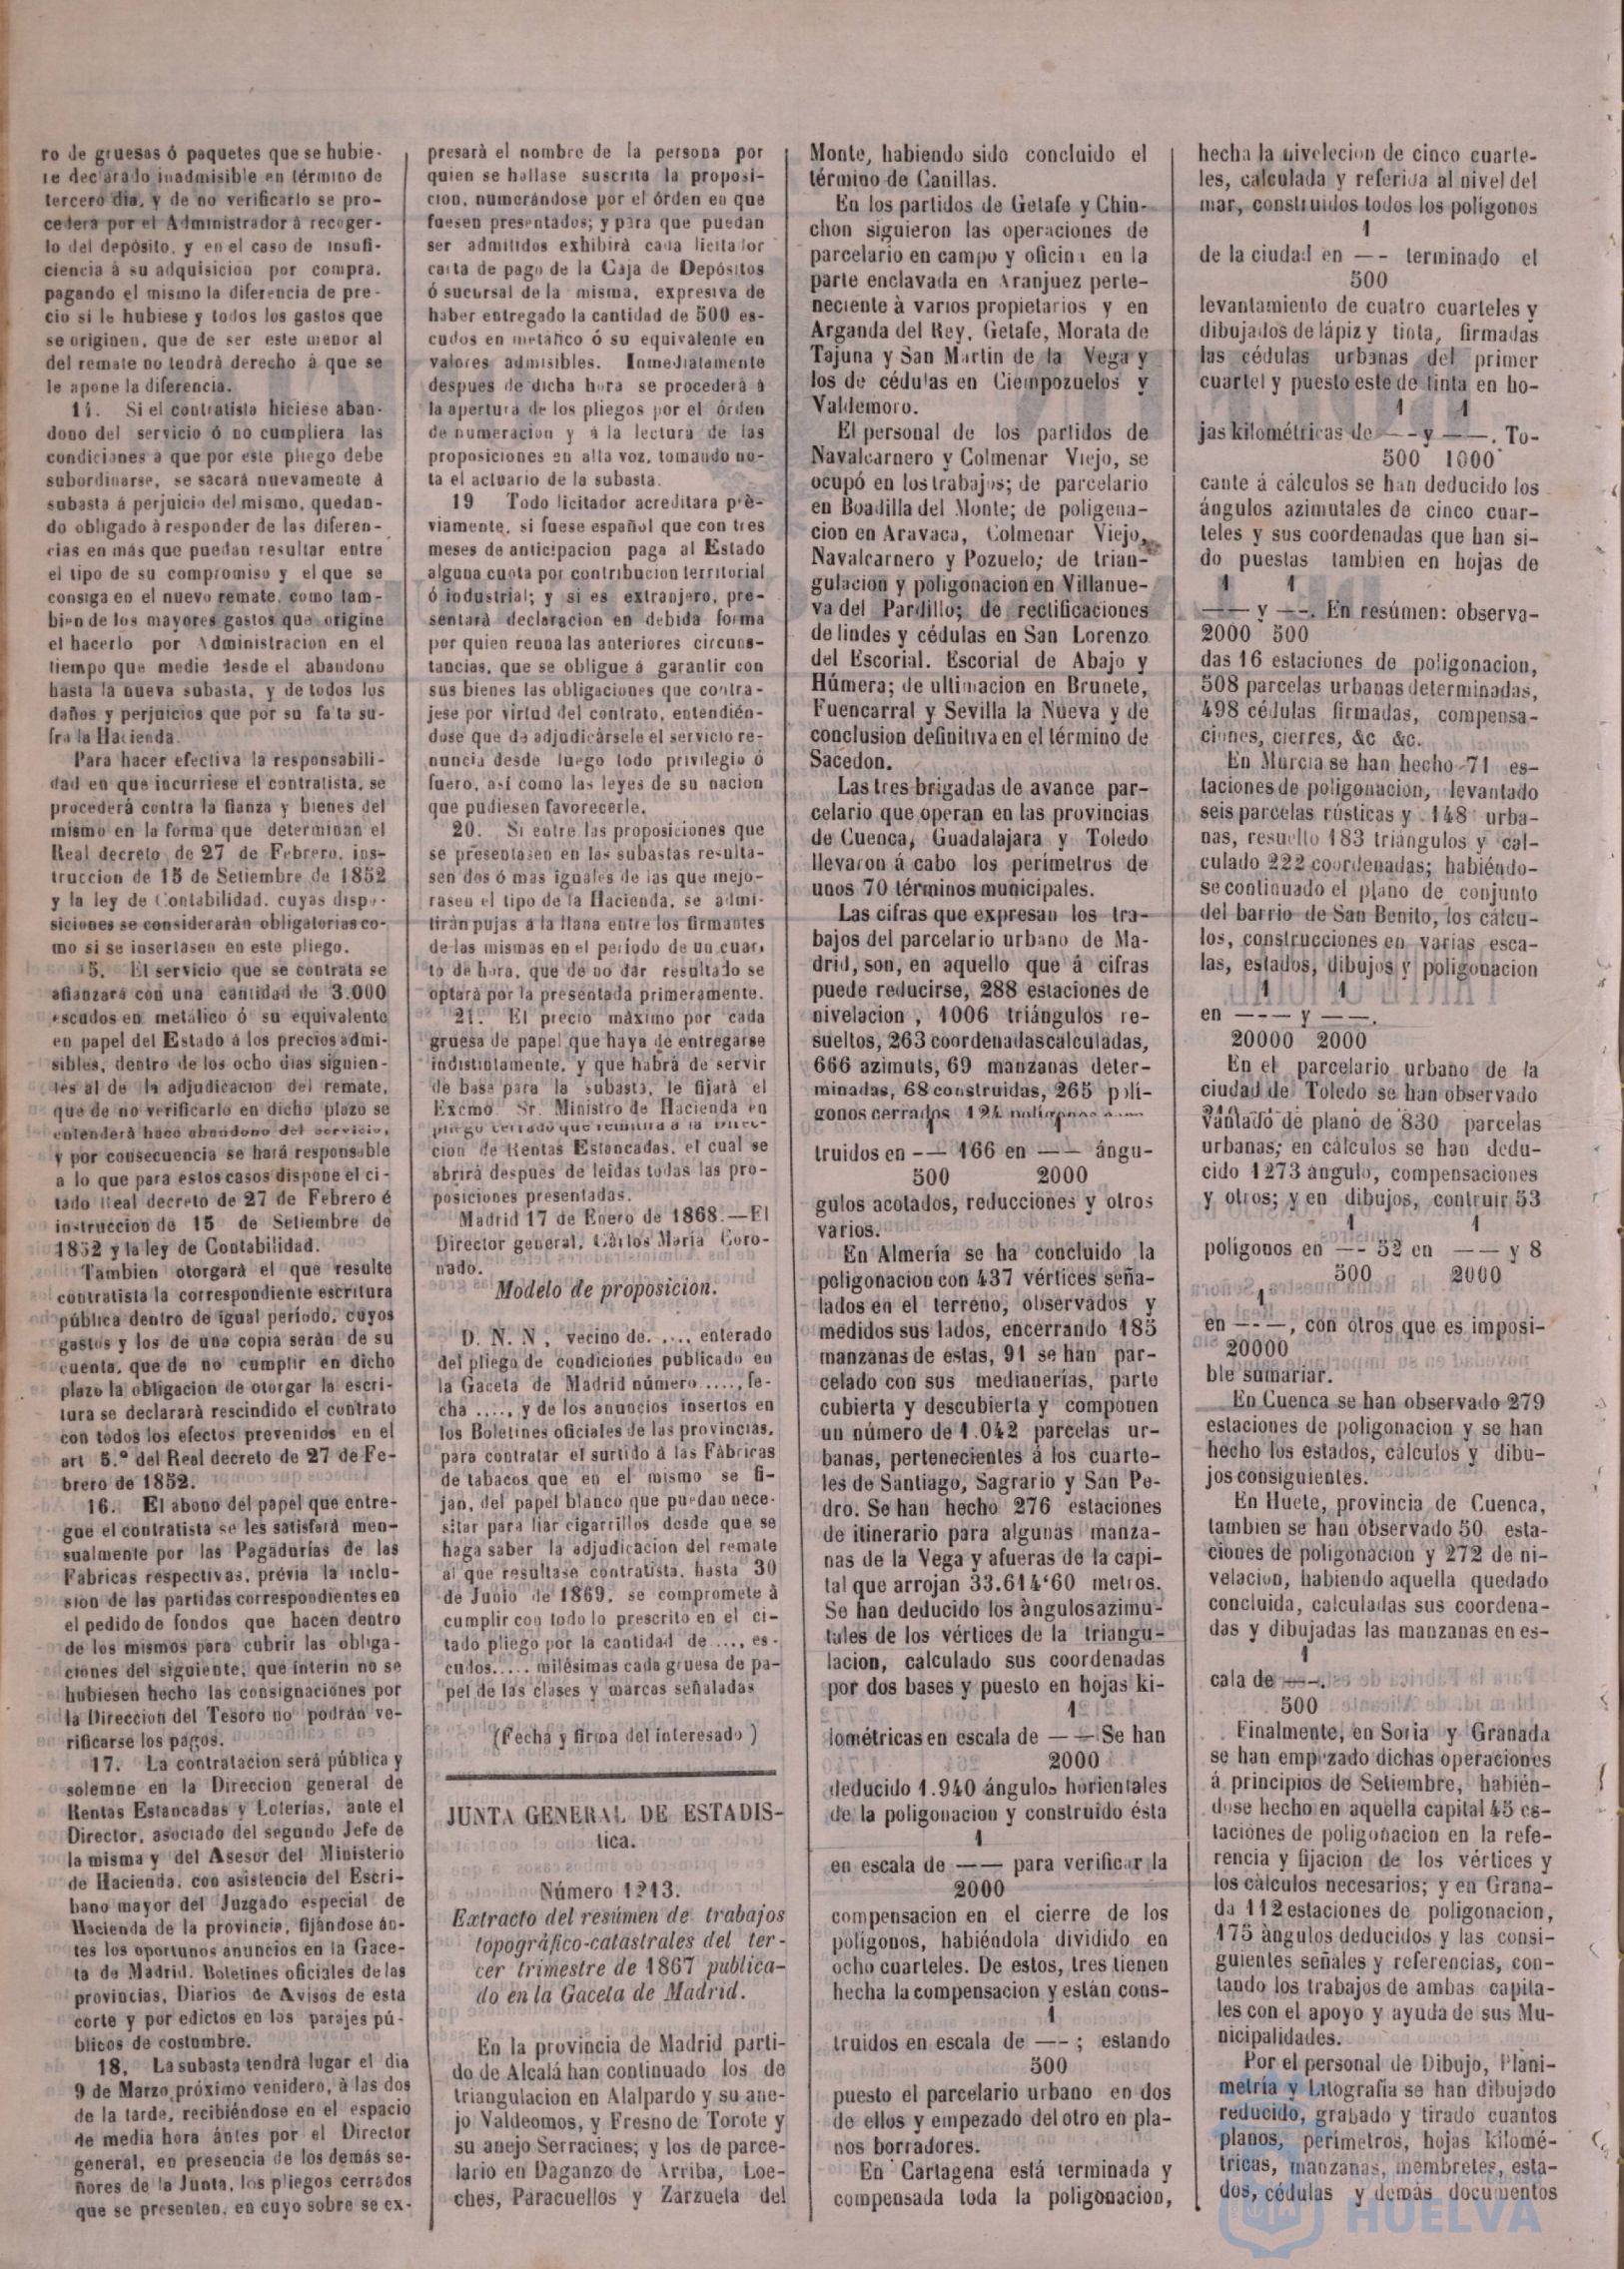 ro de gruesas ó paquetes que se hubie-
re declarado inadmisible en término de
tercero dia, y de no verificarlo se pro-
cederá por el Administrador à recoger-
lo del depósito, y en el caso de insufi-
ciencia à su adquisicion por compra,
pagando el mismo la diferencia de pre-
cio si le hubiese y todos los gastos que
se originen, que de ser este menor al
del remate no tendrà derecho à que se
le apone la diferencia.
14. Si el contratista hiciese aban-
dono del servicio ó no cumpliera las
condiciones à que por este pliego debe
subordinarse, se sacará nuevamente á
subasta á perjuicio del mismo, quedan-
do obligado à responder de las diferen-
cias en más que puedan resultar entre
el tipo de su compromiso y el que se
consiga en el nuevo remate, como tam-
bien de los mayores gastos que origine
el hacerlo por Administracion en el
tiempo que medie desde el abandono
hasta la nueva subasta, y de todos los
daños y perjuicios que por su falta su-
fra la Hacienda.
Para hacer efectiva la responsabili-
dad en que incurriese el contratista, se
procederá contra la fianza y bienes del
mismo en la forma que determinan el
Real decreto de 27 de Febrero, ins-
truccion de 15 de Setiembre de 1852
y la ley de Contabilidad, cuyas dispo-
siciones se considerarán obligatorias co-
mo si se insertasen en este pliego.
15. El servicio que se contrata se
afianzará con una cantidad de 3.000
escudos en metálico ó su equivalente
en papel del Estado á los precios admi-
sibles, dentro de los ocho dias siguien-
tes al de la adjudicacion del remate,
que de no verificarlo en dicho plazo se
entenderà hace abandono del servicio,
y por consecuencia se hará responsable
a lo que para estos casos dispone el ci-
tado Real decreto de 27 de Febrero é
instruccion de 15 de Setiembre de
1852 y la ley de Contabilidad.
Tambien otorgará el que resulte
contratista la correspondiente escritura
pública dentro de igual período, cuyos
gastos y los de una copia serán de su
cuenta, que de no cumplir en dicho
plazo la obligacion de otorgar la escri-
tura se declarará rescindido el contrato
con todos los efectos prevenidos en el
art 5.º del Real decreto de 27 de Fe-
brero de 1852.
16. El abono del papel que entre-
gue el contratista se les satisfará men-
sualmente por las Pagadurías de las
Fábricas respectivas, prévia la inclu-
sion de las partidas correspondientes en
el pedido de fondos que hacen dentro
de los mismos para cubrir las obliga-
ciones del siguiente; que interin no se
hubiesen hecho las consignaciones por
la Direccion del Tesoro no podrán ve-
rificarse los pagos.
17. La contratacion será pública y
solemne en la Direccion general de
Rentas Estancadas y Loterías, ante el
Director, asociado del segundo Jefe de
la misma y del Asesor del Ministerio
de Hacienda, con asistencia del Escri-
bano mayor del Juzgado especial de
Hacienda de la provincia, fijándose an-
tes los oportunos anuncios en la Gace-
ta de Madrid, Boletines oficiales de las
provincias, Diarios de Avisos de esta
corte y por edictos en los parajes pú-
blicos de costumbre.
18. La subasta tendrá lugar el dia
9 de Marzo próximo venidero, à las dos
de la tarde, recibiéndose en el espacio
de media hora ántes por el Director
general, en presencia de los demás se-
ñores de la Junta, los pliegos cerrados
que se presenten, en cuyo sobre se ex-
presarà el nombre de la persona por
quien se hallase suscrita la proposi-
cion, numerándose por el órden en que
fuesen presentados; y para que puedan
ser admitidos exhibirá cada licitador
carta de pago de la Caja de Depósitos
ó sucursal de la misma, expresiva de
haber entregado la cantidad de 500 es-
cudos en metálico ó su equivalente en
valores admisibles. Inmediatamente
despues de dicha hora se procederá à
la apertura de los pliegos por el órden
de numeracion y á la lectura de las
proposiciones en alta voz, tomando no-
ta el actuario de la subasta.
19 Todo licitador acreditara prè-
viamente, si fuese español que con tres
meses de anticipacion paga al Estado
alguna cuota por contribucion territorial
ó industrial; y si es extranjero, pre-
sentará declaracion en debida forma
por quien reuna las anteriores circuns-
tancias, que se obligue á garantir con
sus bienes las obligaciones que contra-
jese por virtud del contrato, entendién-
dose que de adjudicàrsele el servicio re-
nuncia desde luego todo privilegio ó
fuero, así como las leyes de su nacion
que pudiesen favorecerle.
20. Si entre las proposiciones que
se presentasen en las subastas resulta-
sen dos ó mas iguales de las que mejo-
rasen el tipo de la Hacienda, se admi-
tirán pujas á la llana entre los firmantes
de las mismas en el período de un cuar-
to de hora, que de no dar resultado se
optará por la presentada primeramente.
21. El precio máximo por cada
gruesa de papel que haya de entregarse
indistintamente, y que habrá de servir
de base para la subasta, le fijará el
Excmo. Sr. Ministro de Hacienda en
pliego cerrado que remitirá á la Direc-
cion de Rentas Estancadas, el cual se
abrirà despues de leidas todas las pro-
posiciones presentadas.
Madrid 17 de Enero de 1868.—El
Director general, Càrlos Maria Coro-
nado.
Modelo de proposicion.
D. N. N, vecino de....., enterado
del pliego de condiciones publicado en
la Gaceta de Madrid número....., fe-
cha ...., y de los anuncios insertos en
los Boletines oficiales de las provincias,
para contratar el surtido á las Fàbricas
de tabacos que en el mismo se fi-
jan, del papel blanco que puedan nece-
sitar para liar cigarrillos desde que se
haga saber la adjudicacion del remate
al que resultase contratista, hasta 30
de Junio de 1869, se compromete à
cumplir con todo lo prescrito en el ci-
tado pliego por la cantidad de...., es-
cudos..... milésimas cada gruesa de pa-
pel de las clases y marcas señaladas
(Fecha y firma del interesado)
JUNTA GENERAL DE ESTADIS-
tica.
Número 1213.
Extracto del resúmen de trabajos
topográfico-catastrales del ter-
cer trimestre de 1867 publica-
do en la Gaceta de Madrid.
En la provincia de Madrid parti-
do de Alcalá han continuado los de
triangulacion en Alalpardo y su ane-
jo Valdeomos, y Fresno de Torote y
su anejo Serracines; y los de parce-
lario en Daganzo de Arriba, Loe-
ches, Paracuellos y Zarzuela del
Monte, habiendo sido concluido el
término de Canillas.
En los partidos de Getafe y Chin-
chon siguieron las operaciones de
parcelario en campo y oficina en la
parte enclavada en Aranjuez perte-
neciente à varios propietarios y en
Arganda del Rey, Getafe, Morata de
Tajuna y San Martin de la Vega y
los de cédulas en Ciempozuelos y
Valdemoro.
El personal de los partidos de
Navalcarnero y Colmenar Viejo, se
ocupó en los trabajos; de parcelario
en Boadilla del Monte; de poligena-
cion en Aravaca, Colmenar Viejo,
Navalcarnero y Pozuelo; de trian-
gulacion y poligonacion en Villanue-
va del Pardillo; de rectificaciones
de lindes y cédulas en San Lorenzo
del Escorial. Escorial de Abajo y
Húmera; de ultimacion en Brunete,
Fuencarral y Sevilla la Nueva y de
conclusion definitiva en el término de
Sacedon.
Las tres brigadas de avance par-
celario que operan en las provincias
de Cuenca, Guadalajara y Toledo
llevaron á cabo los perímetros de
unos 70 términos municipales.
Las cifras que expresan los tra-
bajos del parcelario urbano de Ma-
drid, son, en aquello que á cifras
puede reducirse, 288 estaciones de
nivelacion, 1006 triángulos re-
sueltos, 263 coordenadas calculadas,
666 azimuts, 69 manzanas deter-
minadas, 68 construidas, 265 polí-
gonos cerrados 124 poligonos
truidos en -— 166 en —— ángu-
500 2000
gulos acotados, reducciones y otros
varios.
En Almería se ha concluido la
poligonacion con 437 vértices seña-
lados en el terreno, observados y
medidos sus lados, encerrando 185
manzanas de estas, 91 se han par-
celado con sus medianerías, parte
cubierta y descubierta y componen
un número de 1.042 parcelas ur-
banas, pertenecientes á los cuarte-
les de Santiago, Sagrario y San Pe-
dro. Se han hecho 276 estaciones
de itinerario para algunas manza-
nas de la Vega y afueras de la capi-
tal que arrojan 33.614'60 metros.
Se han deducido los àngulos azimu-
tales de los vértices de la triangu-
lacion, calculado sus coordenadas
por dos bases y puesto en hojas ki-
1
lométricas en escala de —— Se han
2000
deducido 1.940 ángulos horientales
de la poligonacion y construido ésta
1
en escala de —— para verificar la
2000
compensacion en el cierre de los
polígonos, habiéndola dividido en
ocho cuarteles. De estos, tres tienen
hecha la compensacion y están cons-
1
truidos en escala de —-; estando
500
puesto el parcelario urbano en dos
de ellos y empezado del otro en pla-
nos borradores.
En Cartagena está terminada y
compensada toda la poligonacion,
hecha la nivelecion de cinco cuarte-
les, calculada y referida al nivel del
mar, construidos todos los poligonos
1
de la ciudad en —- terminado el
500
levantamiento de cuatro cuarteles y
dibujados de lápiz y tinta, firmadas
las cédulas urbanas del primer
cuartel y puesto este de tinta en ho-
1 1
jas kilométricas de —- y ——. To-
500 1000
cante á cálculos se han deducido los
ángulos azimutales de cinco cuar-
teles y sus coordenadas que han si-
do puestas tambien en hojas de
1 1
—— y —-. En resúmen: observa-
2000 500
das 16 estaciones de poligonacion,
508 parcelas urbanas determinadas,
498 cédulas firmadas, compensa-
ciones, cierres, &c &c.
En Murcia se han hecho 71 es-
taciones de poligonacion, levantado
seis parcelas rústicas y 148 urba-
nas, resuelto 183 triángulos y cal-
culado 222 coordenadas; habiéndo-
se continuado el plano de conjunto
del barrio de San Benito, los cálcu-
los, construcciones en varias esca-
las, estados, dibujos y poligonacion
1 1
en —-— y ——.
20000 2000
En el parcelario urbano de la
ciudad de Toledo se han observado
vantado de plano de 830 parcelas
urbanas; en cálculos se han dedu-
cido 1273 àngulo, compensaciones
y otros; y en dibujos, contruir 53
1 1
polígonos en —- 52 en —— y 8
500 2000
1
en —-—, con otros que es imposi-
20000
ble sumariar.
En Cuenca se han observado 279
estaciones de poligonacion y se han
hecho los estados, cálculos y dibu-
jos consiguientes.
En Huete, provincia de Cuenca,
tambien se han observado 50 esta-
ciones de poligonacion y 272 de ni-
velacion, habiendo aquella quedado
concluida, calculadas sus coordena-
das y dibujadas las manzanas en es-
1
cala de —-.
500
Finalmente, en Soria y Granada
se han empezado dichas operaciones
á principios de Setiembre, habién-
dose hecho en aquella capital 45 es-
taciones de poligonacion en la refe-
rencia y fijacion de los vértices y
los cálculos necesarios; y en Grana-
da 112 estaciones de poligonacion,
175 àngulos deducidos y las consi-
guientes señales y referencias, con-
tando los trabajos de ambas capita-
les con el apoyo y ayuda de sus Mu-
nicipalidades.
Por el personal de Dibujo, Plani-
metría y Litografía se han dibujado
reducido, grabado y tirado cuantos
planos, perímetros, hojas kilomé-
tricas, manzanas, membretes, esta-
dos, cédulas y demás documentos
HUELVA